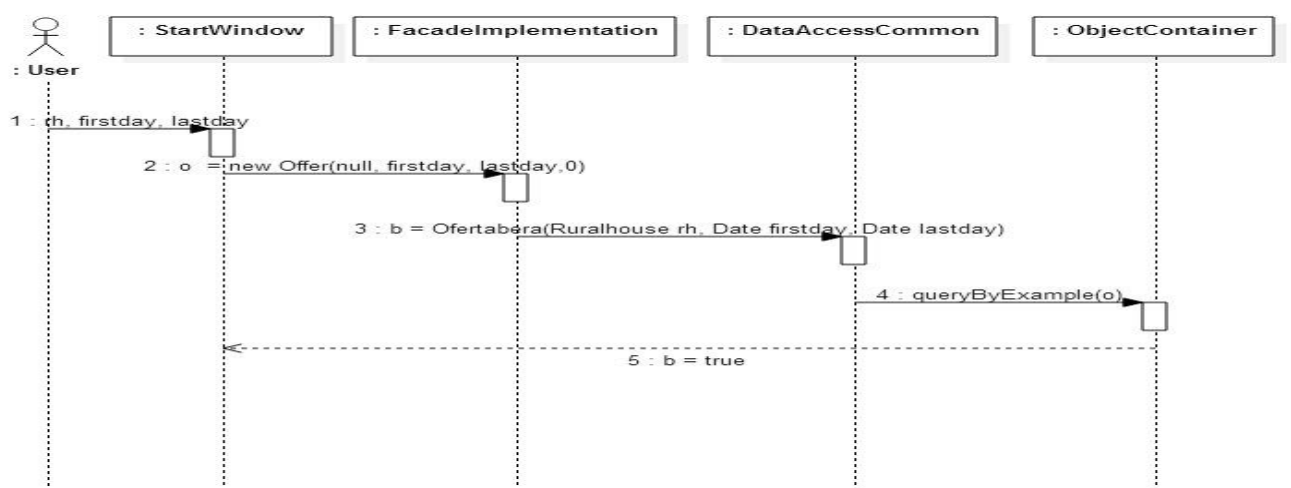 : StartWindow
: FacadeImplementation
: DataAccessCommon
: ObjectContainer
: User
1 : rh, firstday, lastday
2 : o = new Offer(null, firstday, lastday,0)
3 : b = Ofertabera(Ruralhouse rh, Date firstday, Date lastday)
4 : queryByExample(o)
5 : b = true